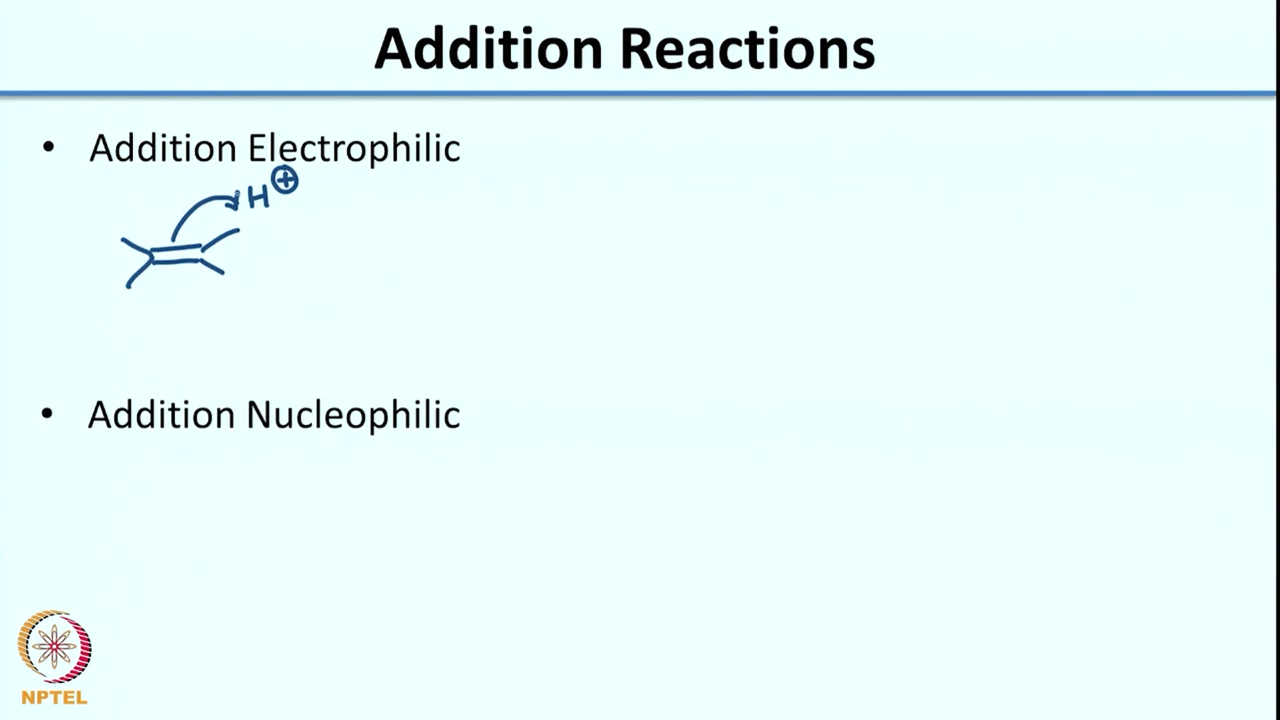 Addition Reactions
• Addition Electrophilic
H⊕
• Addition Nucleophilic
NPTEL